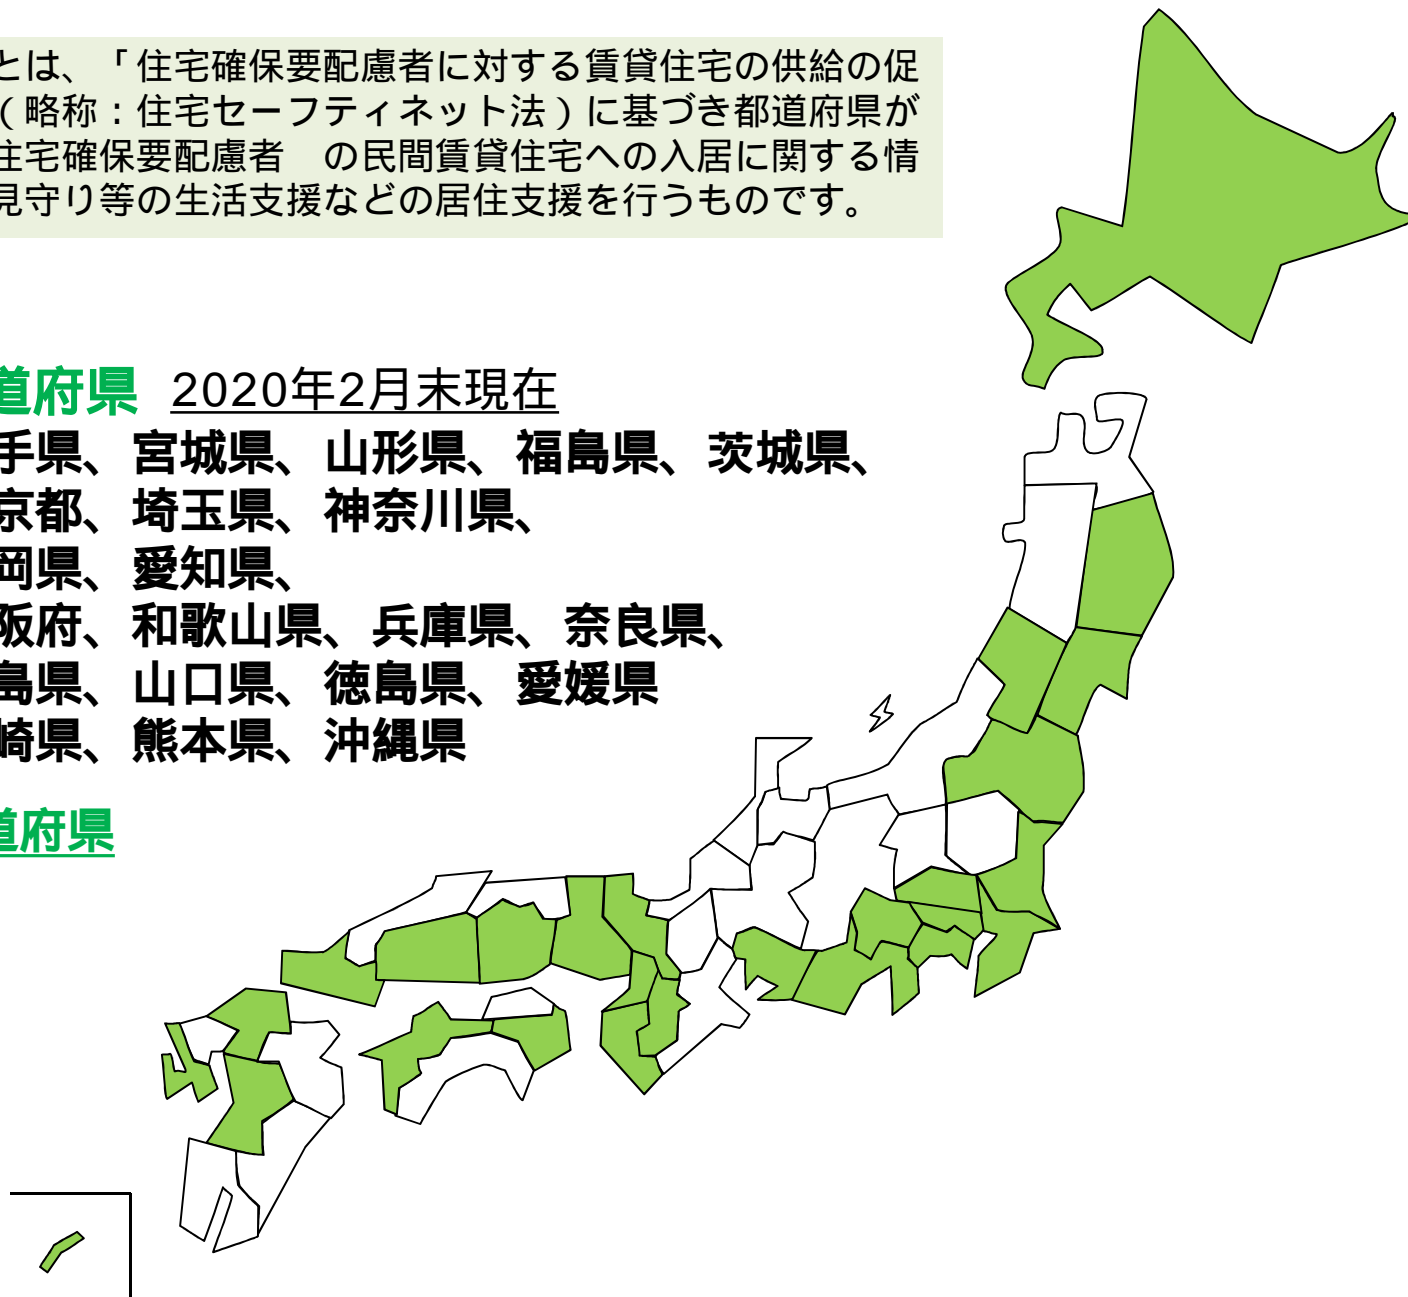 とは、「住宅確保要配慮者に対する賃貸住宅の供給の促
（略称：住宅セーフティネット法）に基づき都道府県が
住宅確保要配慮者　の民間賃貸住宅への入居に関する情
見守り等の生活支援などの居住支援を行うものです。
道府県 2020年2月末現在
手県、宮城県、山形県、福島県、茨城県、
京都、埼玉県、神奈川県、
岡県、愛知県、
阪府、和歌山県、兵庫県、奈良県、
島県、山口県、徳島県、愛媛県
崎県、熊本県、沖縄県
道府県